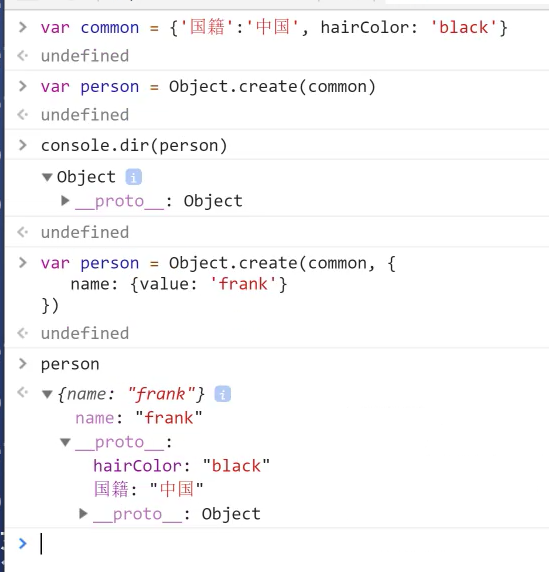 var common = {'国籍':'中国', hairColor: 'black'}
undefined
var person = Object.create(common)
undefined
console.dir(person)
Object
__proto__: Object
undefined
var person = Object.create(common, {
name: {value: 'frank'}
})
undefined
person
{name: "frank"}
name: "frank"
__proto__:
hairColor: "black"
国籍: "中国"
__proto__: Object